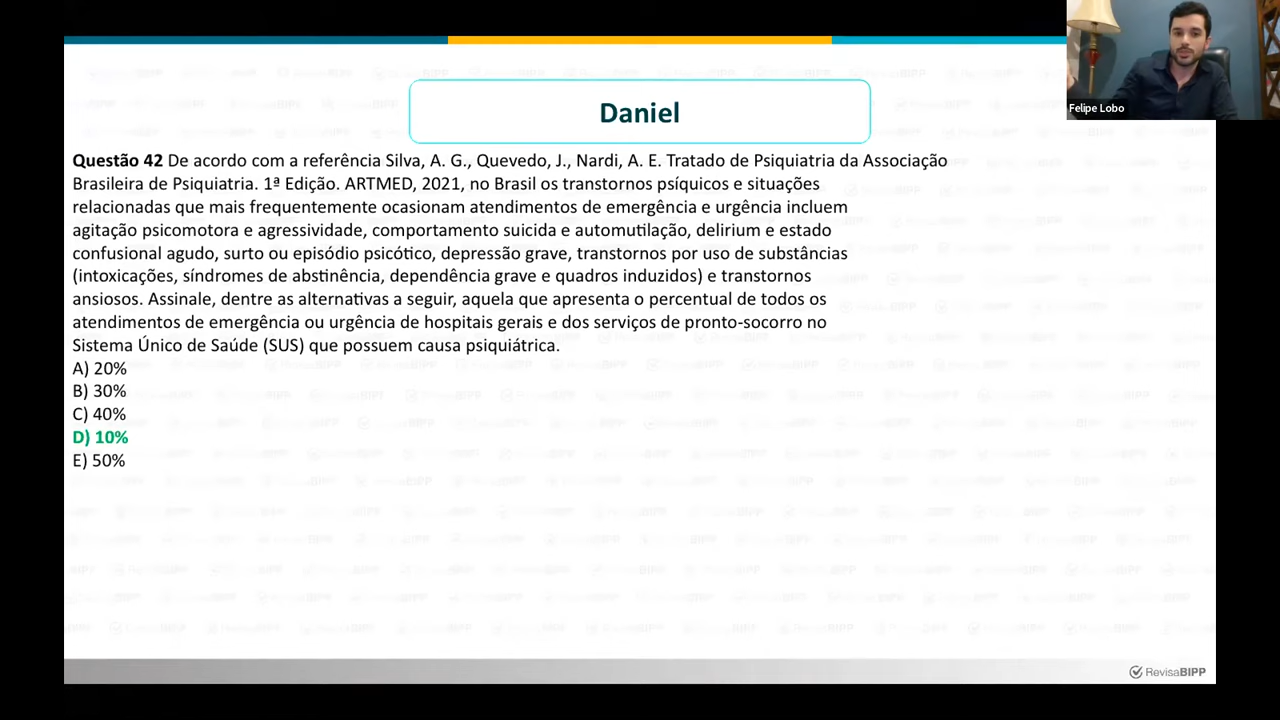 Felipe Lobo
Daniel
Questão 42 De acordo com a referência Silva, A. G., Quevedo, J., Nardi, A. E. Tratado de Psiquiatria da Associação
Brasileira de Psiquiatria. 1ª Edição. ARTMED, 2021, no Brasil os transtornos psíquicos e situações
relacionadas que mais frequentemente ocasionam atendimentos de emergência e urgência incluem
agitação psicomotora e agressividade, comportamento suicida e automutilação, delirium e estado
confusional agudo, surto ou episódio psicótico, depressão grave, transtornos por uso de substâncias
(intoxicações, síndromes de abstinência, dependência grave e quadros induzidos) e transtornos
ansiosos. Assinale, dentre as alternativas a seguir, aquela que apresenta o percentual de todos os
atendimentos de emergência ou urgência de hospitais gerais e dos serviços de pronto-socorro no
Sistema Único de Saúde (SUS) que possuem causa psiquiátrica.
A) 20%
B) 30%
C) 40%
D) 10%
E) 50%
RevisaBIPP